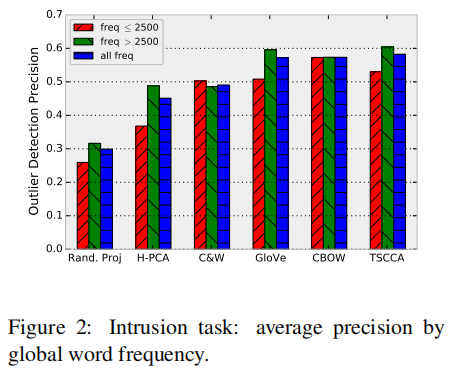 0.7
0.6
0.5
0.4
0.3
0.2
0.1
0.0
Outlier Detection Precision
freq ≤ 2500
freq > 2500
all freq
Rand. Proj H-PCA C&W GloVe CBOW TSCCA
Figure 2: Intrusion task: average precision by
global word frequency.